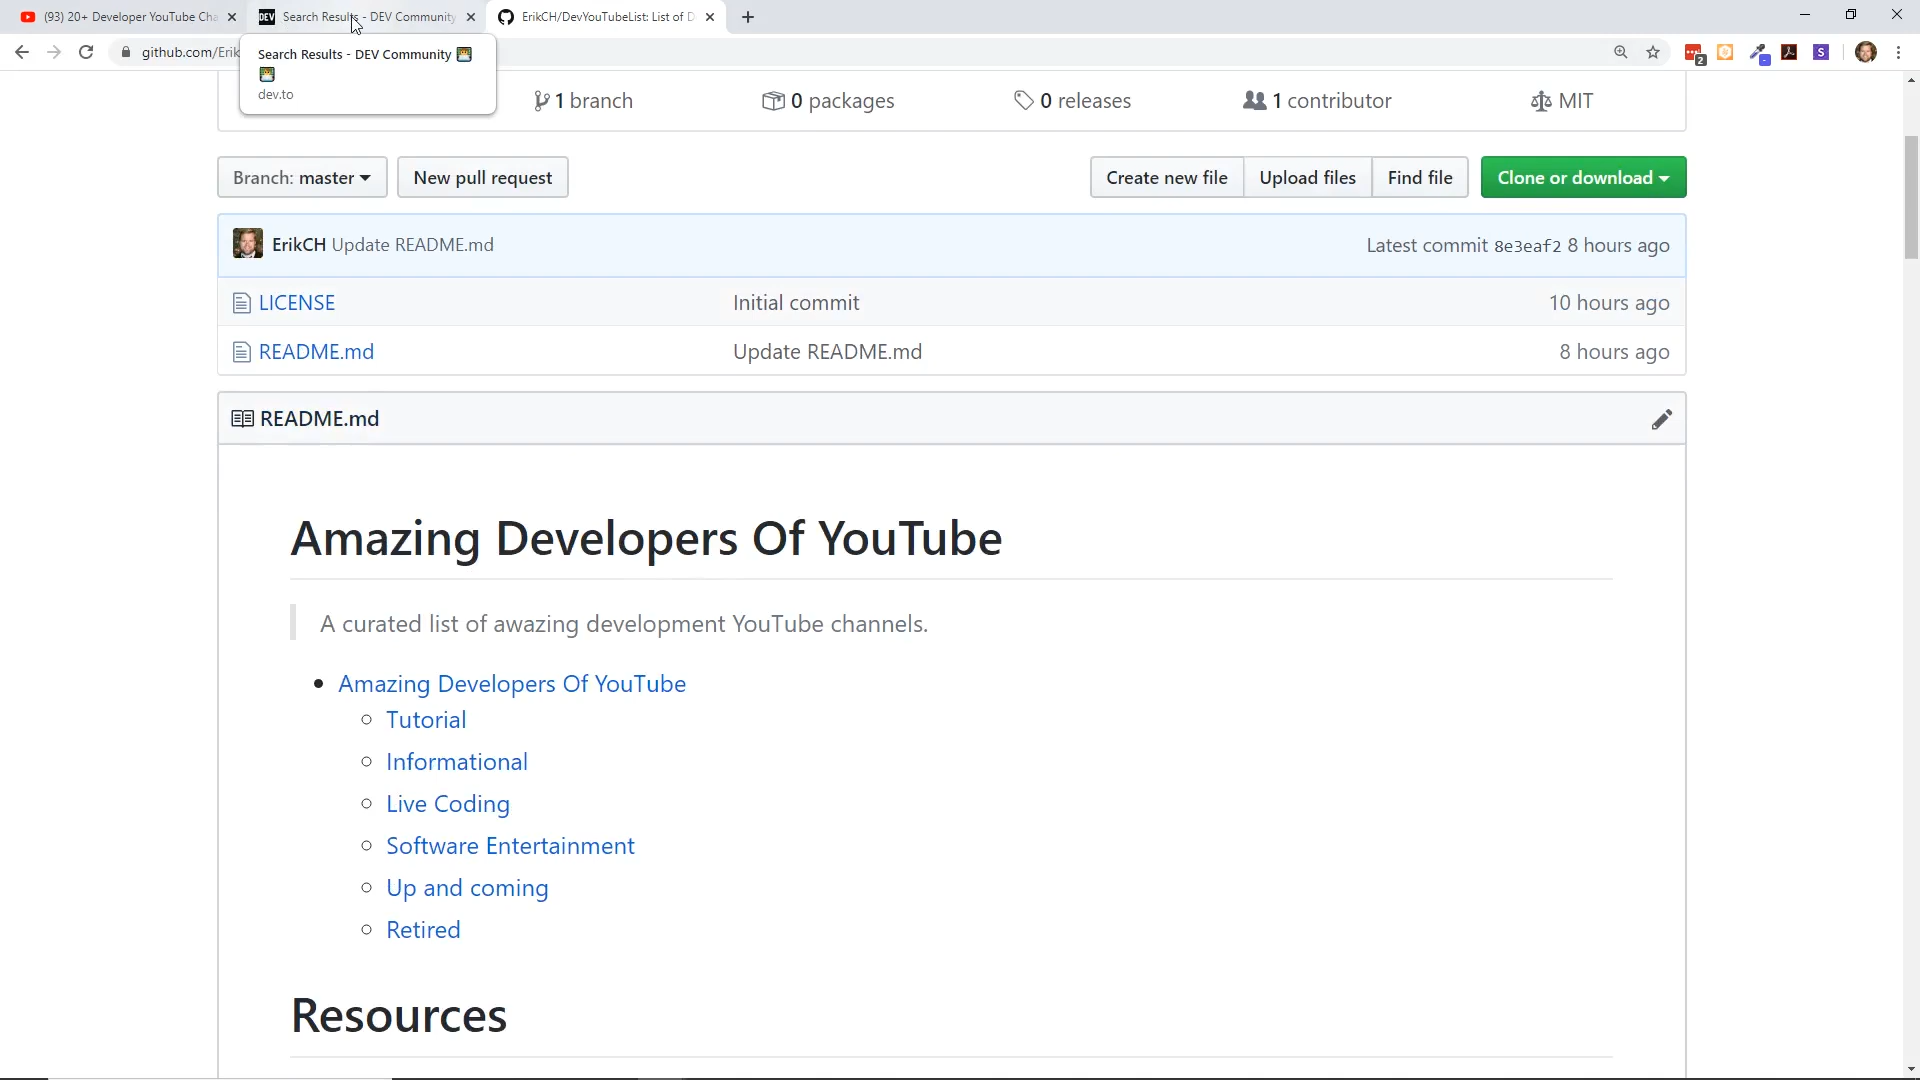 (93) 20+ Developer YouTube Cha
DEV Search Results - DEV Community
ErikCH/DevYouTubeList: List of D
github.com/Erik
2
S
Search Results - DEV Community
dev.to
1 branch
0 packages
0 releases
1 contributor
MIT
Branch: master
New pull request
Create new file
Upload files
Find file
Clone or download
ErikCH Update README.md
Latest commit 8e3eaf2 8 hours ago
LICENSE
Initial commit
10 hours ago
README.md
Update README.md
8 hours ago
README.md
Amazing Developers Of YouTube
A curated list of awazing development YouTube channels.
Amazing Developers Of YouTube
Tutorial
Informational
Live Coding
Software Entertainment
Up and coming
Retired
Resources